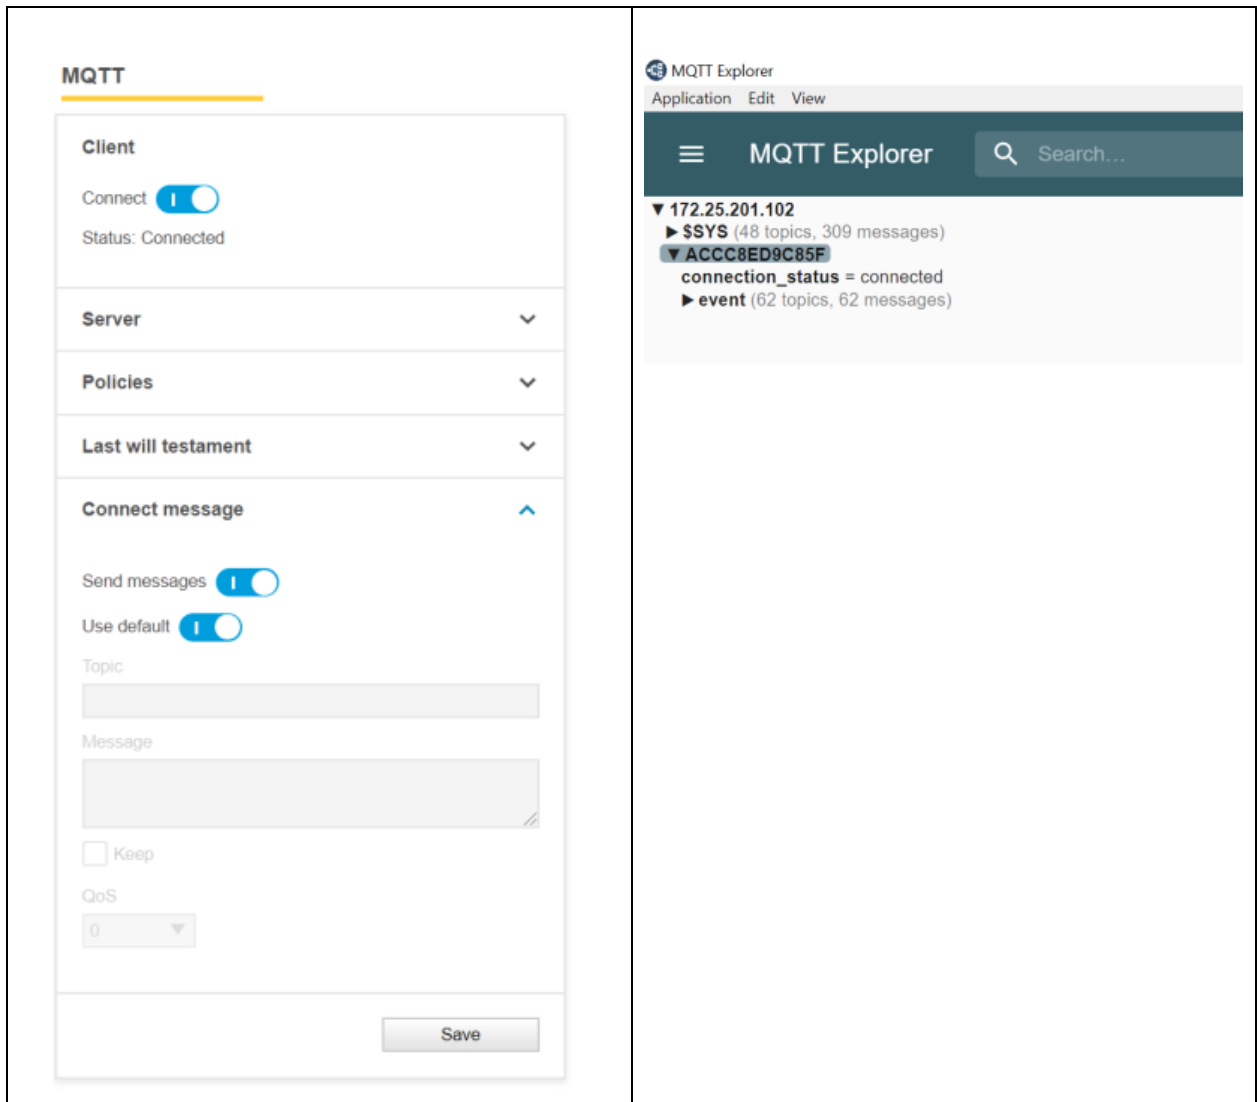 MQTT
Client
Connect
Status: Connected
Server
Policies
Last will testament
Connect message
Send messages
Use default
Topic
Message
Keep
QoS
0
Save
MQTT Explorer
Application Edit View
MQTT Explorer Search...
▼ 172.25.201.102
▶ $SYS (48 topics, 309 messages)
▼ ACCC8ED9C85F
connection_status = connected
▶ event (62 topics, 62 messages)